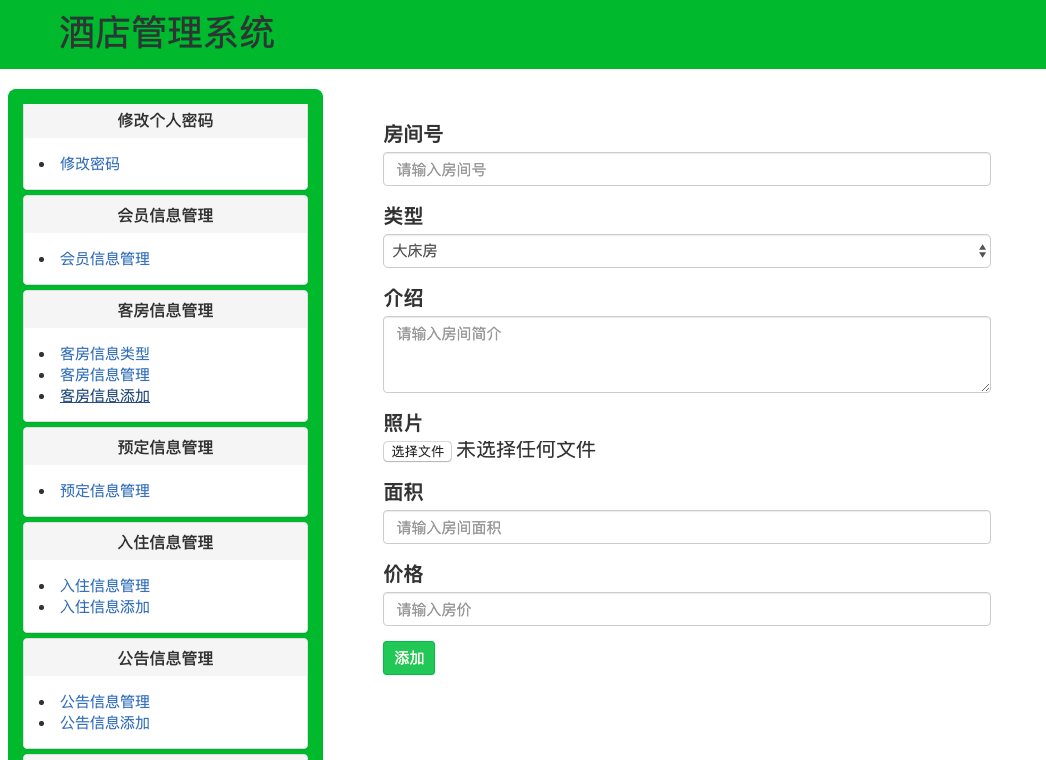 酒店管理系统
修改个人密码
修改密码
会员信息管理
会员信息管理
客房信息管理
客房信息类型
客房信息管理
客房信息添加
预定信息管理
预定信息管理
入住信息管理
入住信息管理
入住信息添加
公告信息管理
公告信息管理
公告信息添加
房间号
请输入房间号
类型
大床房
介绍
请输入房间简介
照片
选择文件 未选择任何文件
面积
请输入房间面积
价格
请输入房价
添加